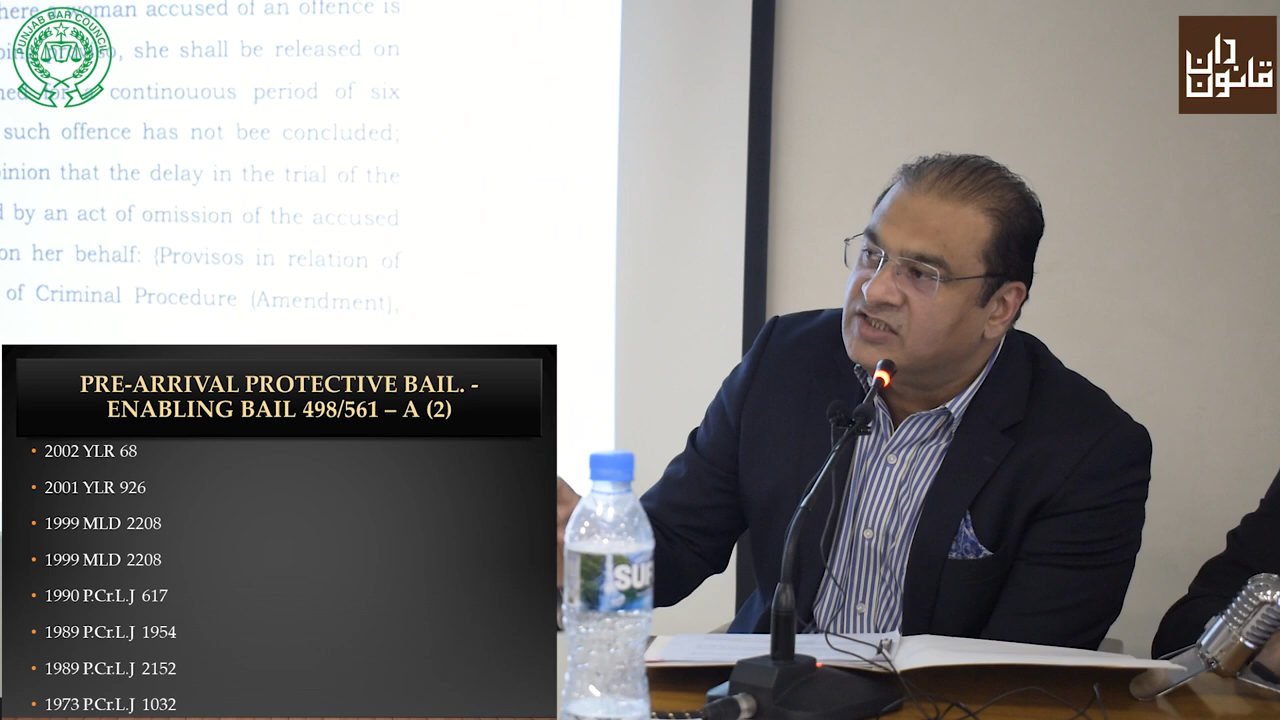 here a woman accused of an offence is
so, she shall be released on
for a continouous period of six
such offence has not bee concluded;
opinion that the delay in the trial of the
by an act of omission of the accused
on her behalf: {Provisos in relation of
of Criminal Procedure (Amendment),
PUNJAB BAR COUNCIL
قانون دان
PRE-ARRIVAL PROTECTIVE BAIL. -
ENABLING BAIL 498/561 – A (2)
• 2002 YLR 68
• 2001 YLR 926
• 1999 MLD 2208
• 1999 MLD 2208
• 1990 P.Cr.L.J 617
• 1989 P.Cr.L.J 1954
• 1989 P.Cr.L.J 2152
• 1973 P.Cr.L.J 1032
SUF